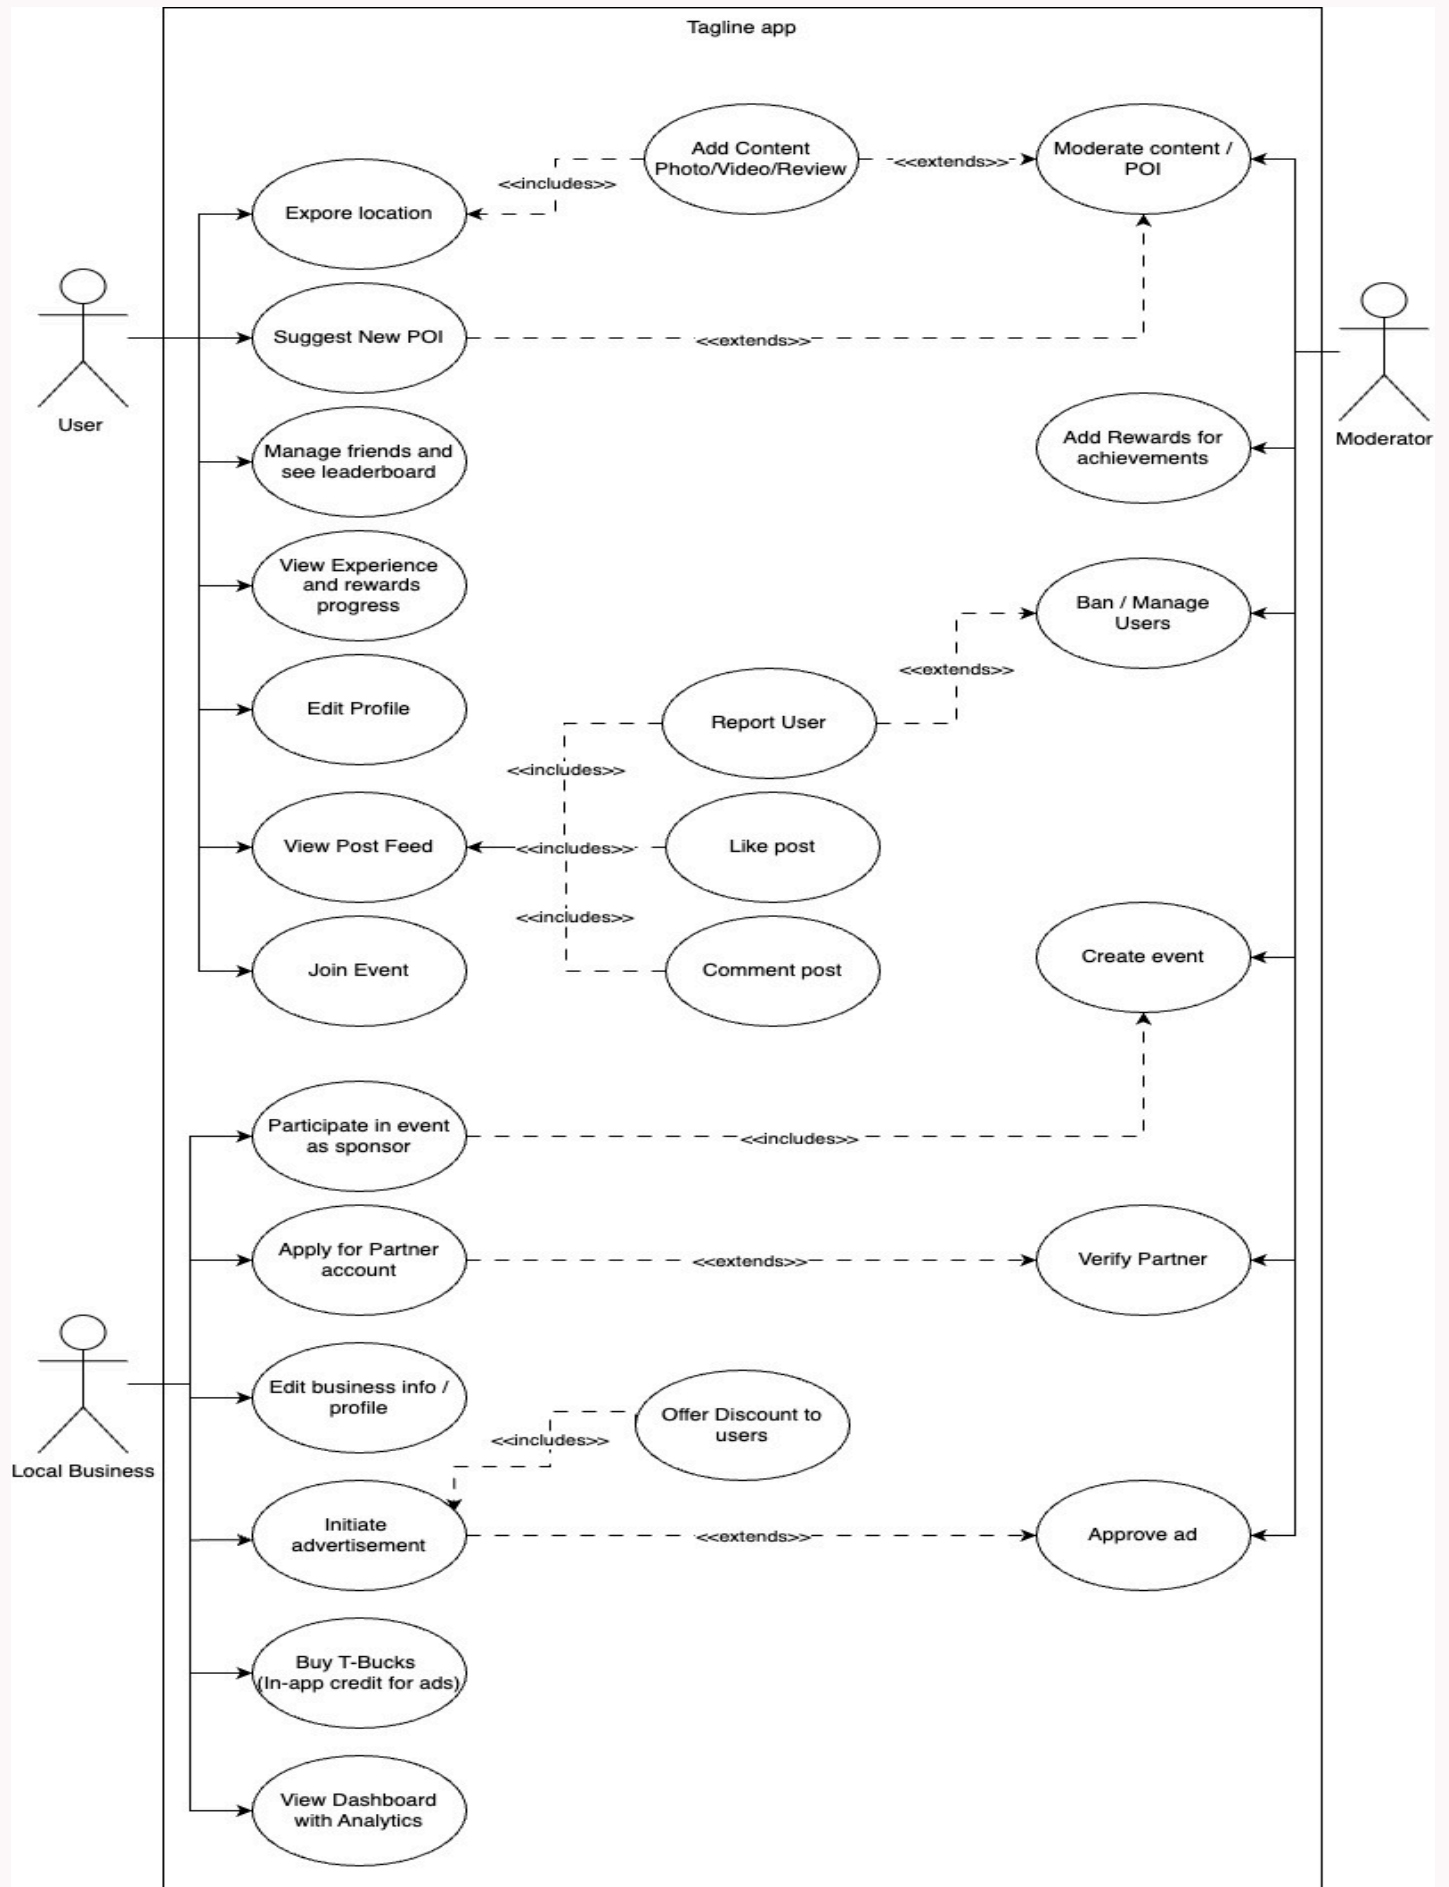 Tagline app
Add Content
Photo/Video/Review
<<extends>>
Moderate content /
POI
<<includes>>
Expore location
Suggest New POI
<<extends>>
User
Moderator
Manage friends and
see leaderboard
Add Rewards for
achievements
View Experience
and rewards
progress
Ban / Manage
Users
<<extends>>
Edit Profile
Report User
<<includes>>
View Post Feed
<<includes>>
Like post
<<includes>>
Join Event
Comment post
Create event
Participate in event
as sponsor
<<includes>>
Apply for Partner
account
<<extends>>
Verify Partner
Edit business info /
profile
Offer Discount to
users
<<includes>>
Local Business
Initiate
advertisement
<<extends>>
Approve ad
Buy T-Bucks
(In-app credit for ads)
View Dashboard
with Analytics